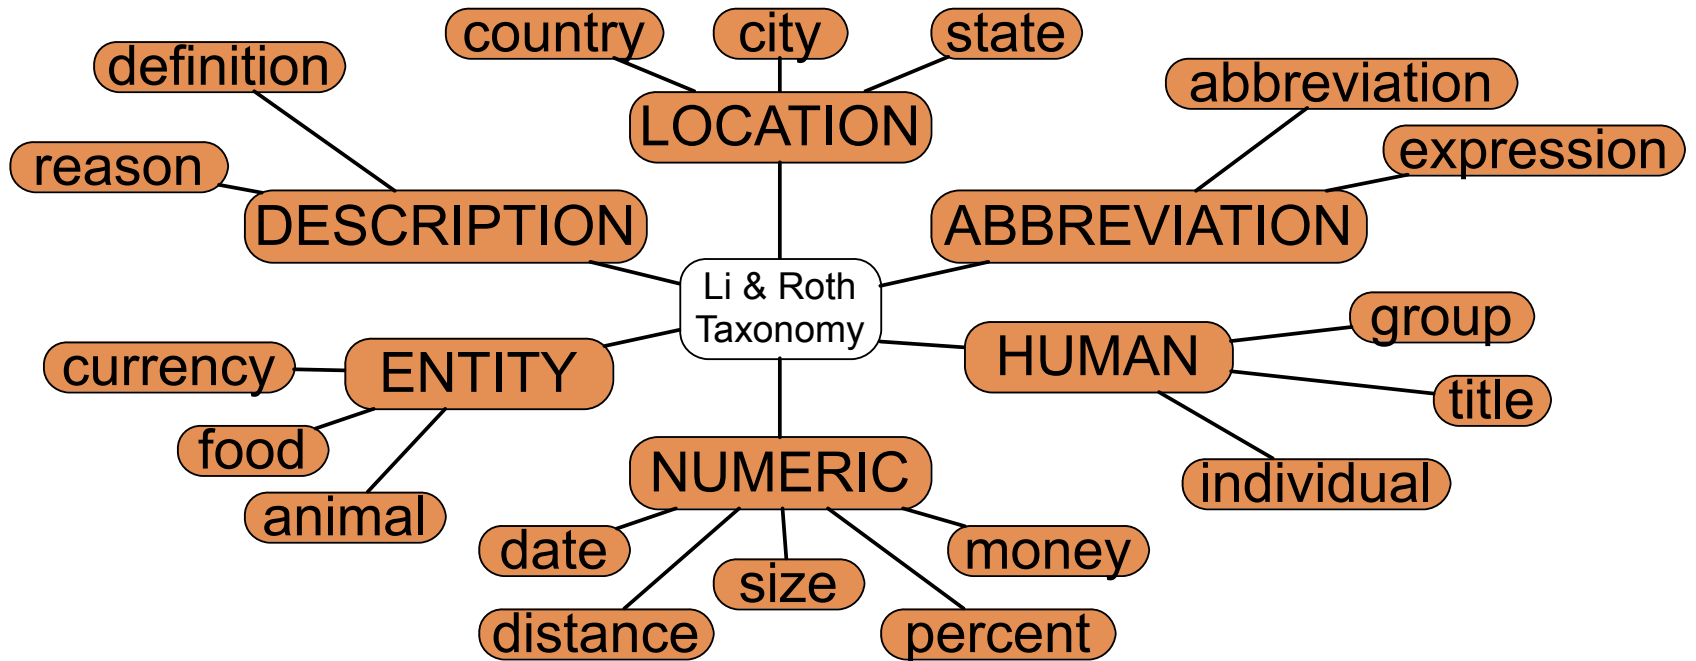 country
city
state
definition
abbreviation
LOCATION
expression
reason
DESCRIPTION
ABBREVIATION
Li & Roth
Taxonomy
group
HUMAN
currency
ENTITY
title
food
NUMERIC
individual
animal
date
money
size
distance
percent